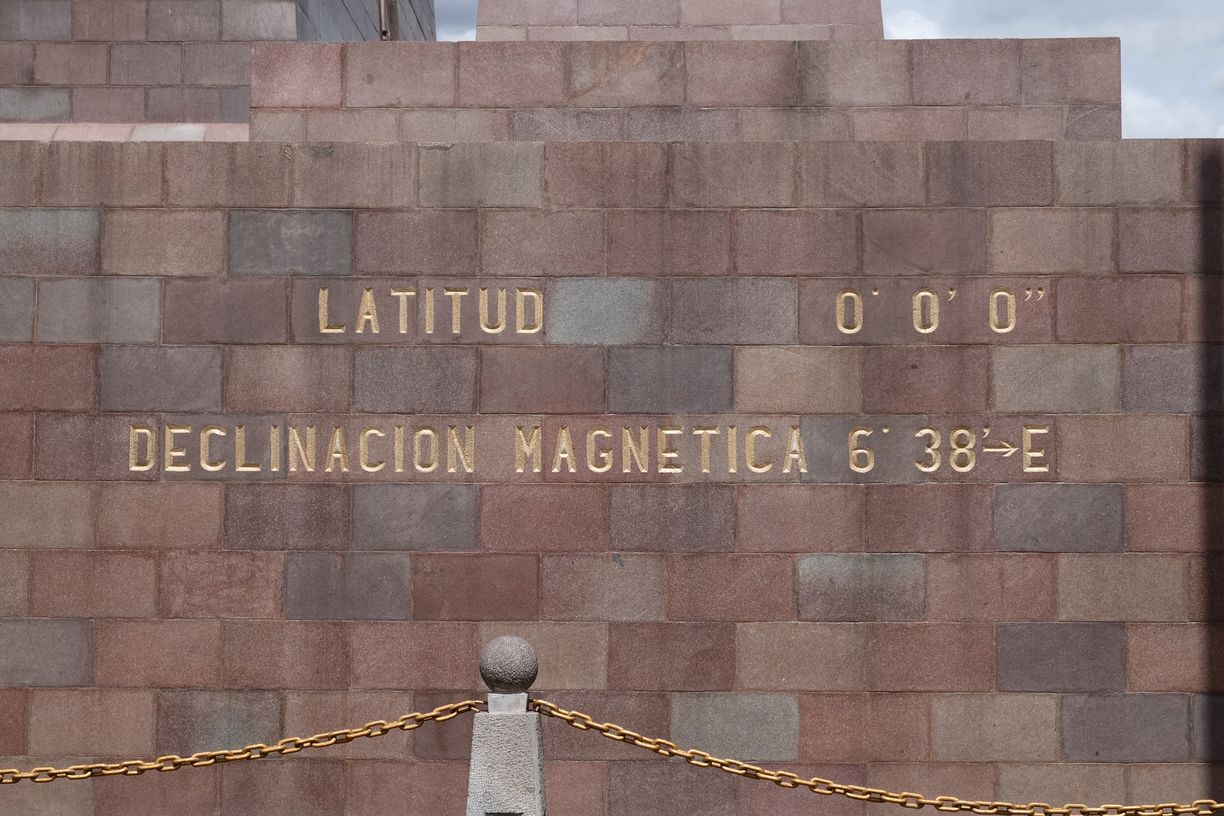 LATITUD 0° 0' 0"
DECLINACION MAGNETICA 6° 38'→E